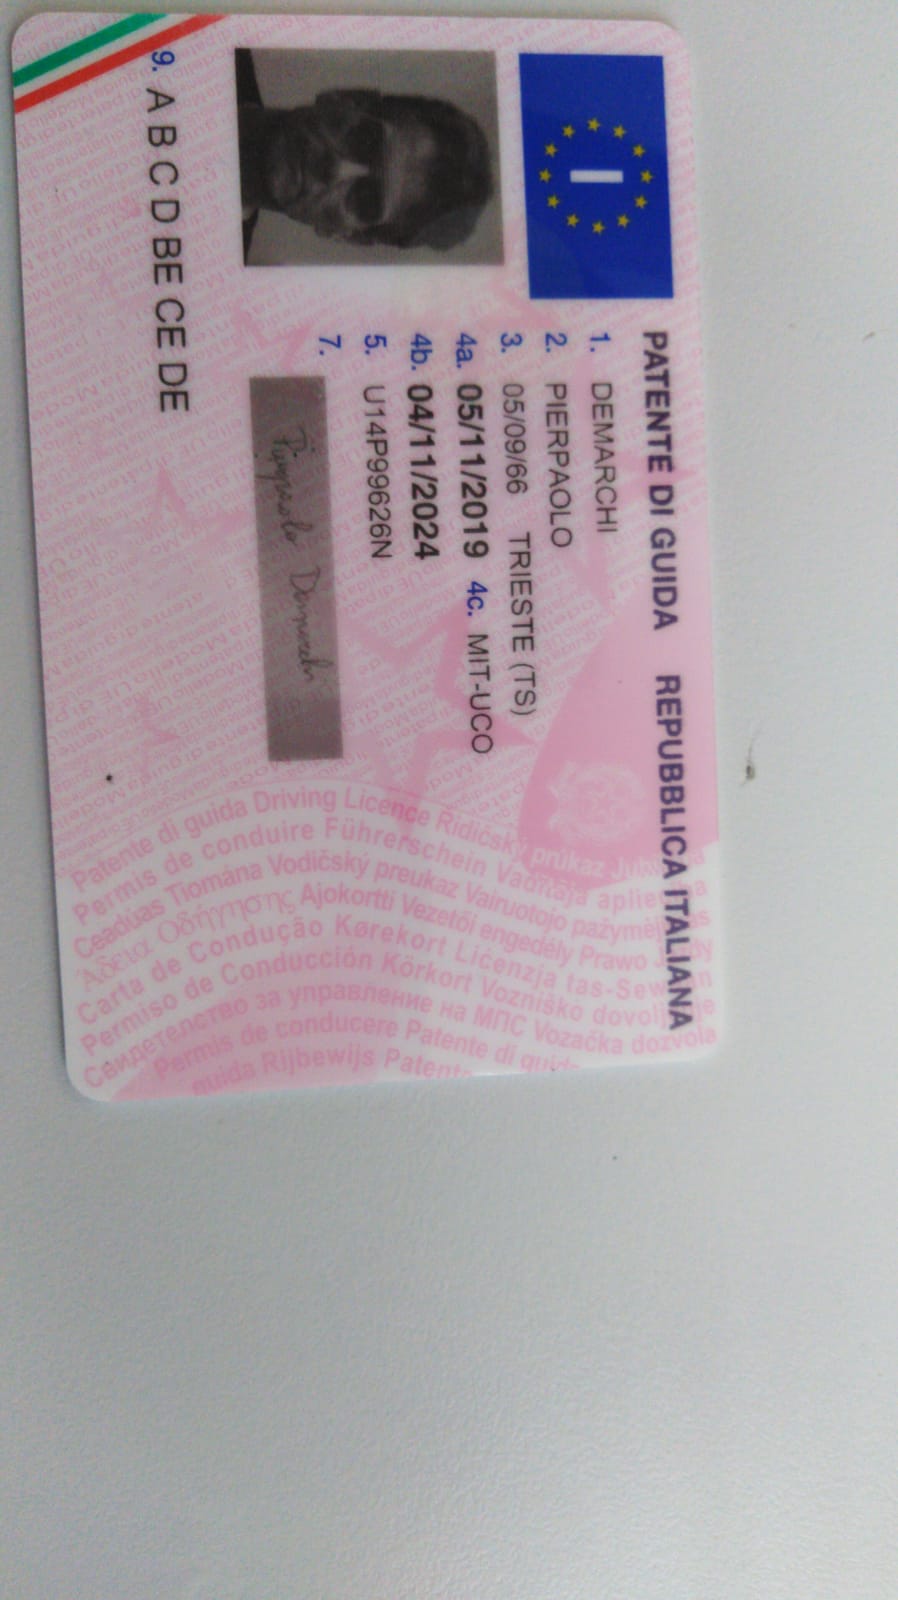 I
PATENTE DI GUIDA REPUBBLICA ITALIANA
1. DEMARCHI
2. PIERPAOLO
3. 05/09/66 TRIESTE (TS)
4a. 05/11/2019 4c. MIT-UCO
4b. 04/11/2024
5. U14P99626N
7. Pierpaolo Demarchi
9. A B C D BE CE DE
Patente di guida Driving Licence Řidičský průkaz
Permis de conduire Führerschein Vadītāja apliecība
Ceadúas Tiomána Vodičský preukaz Vairuotojo pažymėjimas
Άδεια Οδήγησης Ajokortti Vezetői engedély Prawo Jazdy
Carta de Condução Kørekort Liċenzja tas-Sewqan
Permiso de Conducción Körkort Vozniško dovoljenje
Свидетелство за управление на МПС Vozačka dozvola
Permis de conducere Patente di guida
guida Rijbewijs Patente